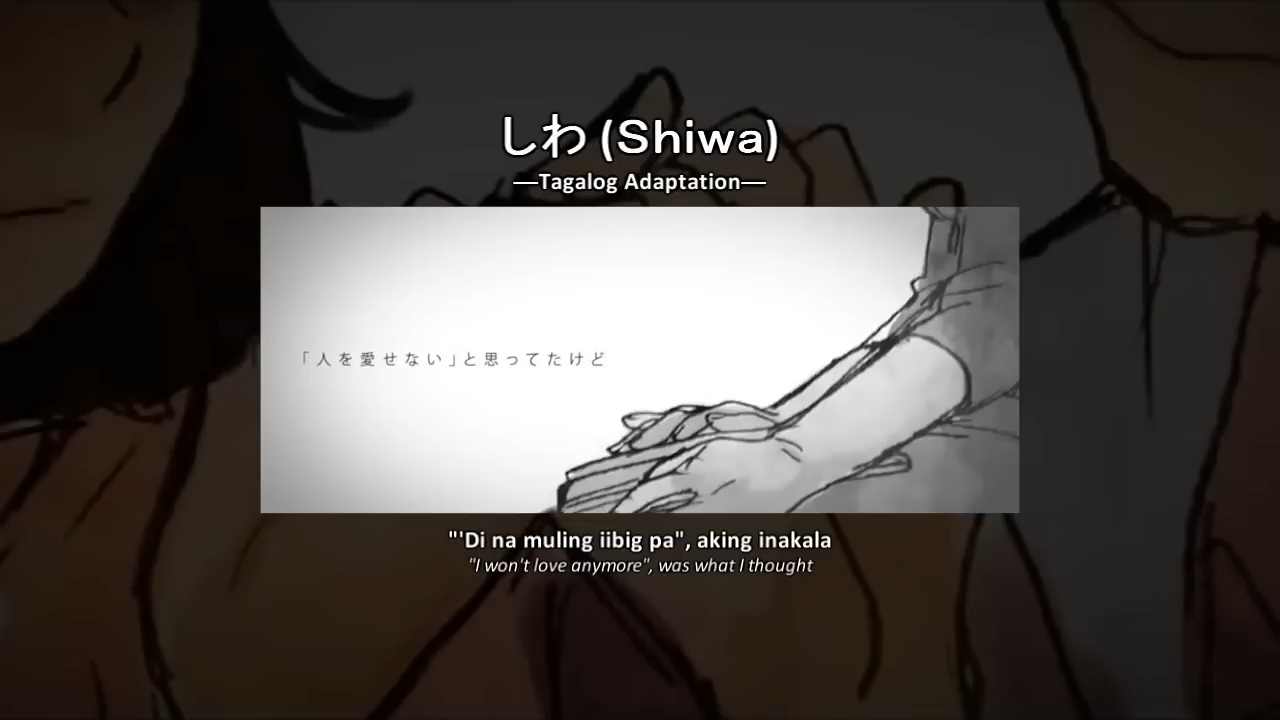 しわ (Shiwa)
—Tagalog Adaptation—
「人を愛せない」と思ってたけど
"'Di na muling iibig pa", aking inakala
"I won't love anymore", was what I thought